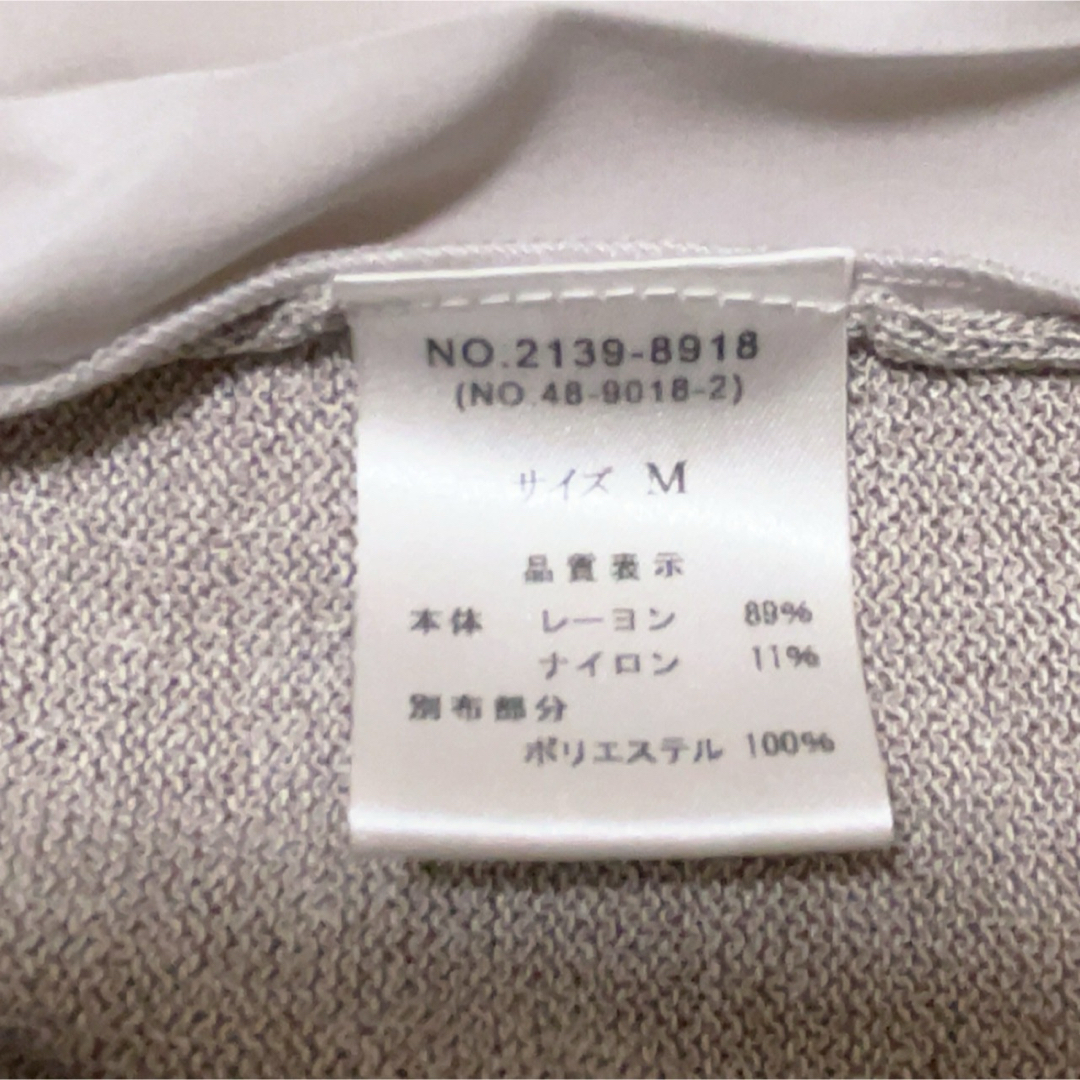 NO.2139-8918
(NO.48-9018-2)
サイズ M
品質表示
本体 レーヨン 89%
ナイロン 11%
別布部分
ポリエステル 100%